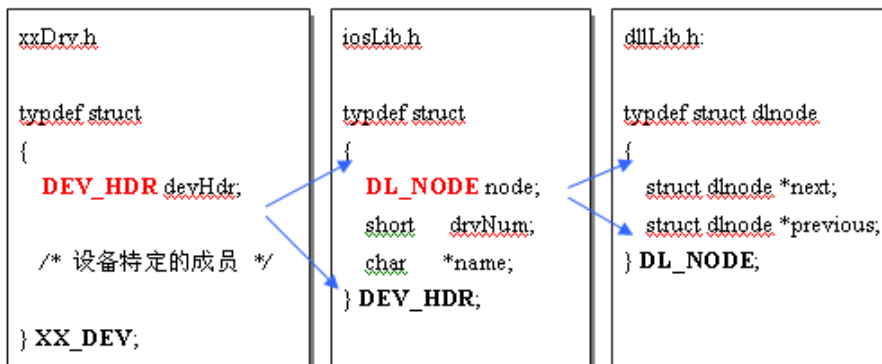 xxDrv.h
typdef struct
{
DEV_HDR devHdr;
/* 设备特定的成员 */
} XX_DEV;
iosLib.h
typdef struct
{
DL_NODE node;
short drvNum;
char *name;
} DEV_HDR;
dllLib.h:
typdef struct dlnode
{
struct dlnode *next;
struct dlnode *previous;
} DL_NODE;